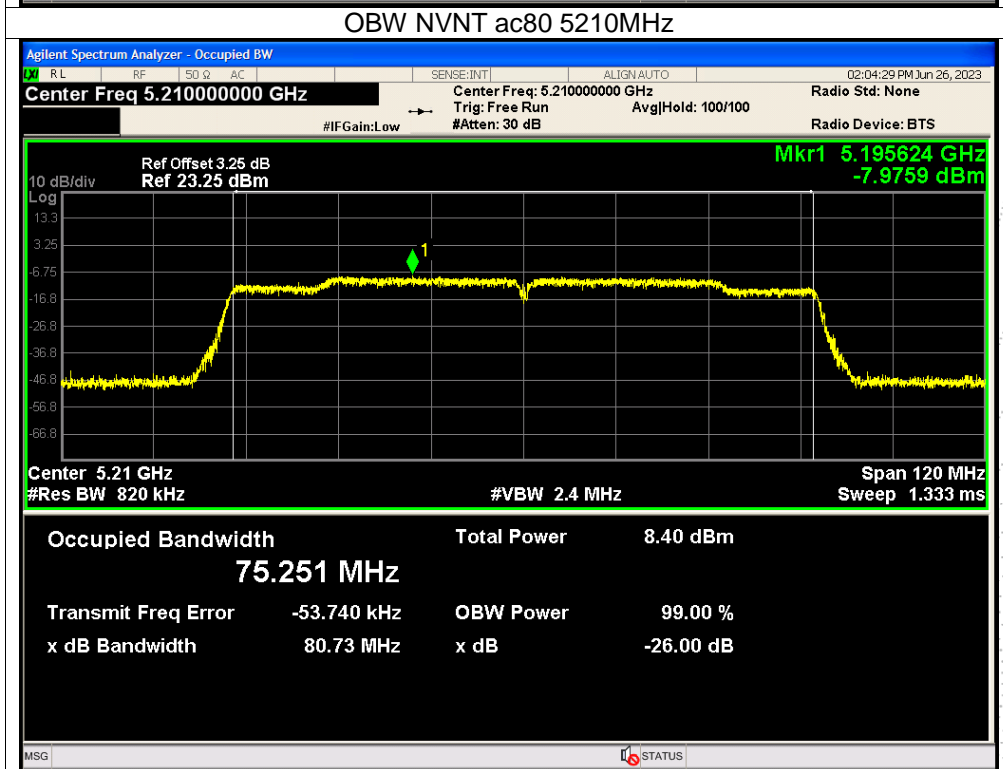 OBW NVNT ac80 5210MHz
Agilent Spectrum Analyzer - Occupied BW
LXI RL RF 50 Ω AC SENSE:INT ALIGN AUTO 02:04:29 PM Jun 26, 2023
Center Freq 5.210000000 GHz Center Freq: 5.210000000 GHz Radio Std: None
Trig: Free Run Avg|Hold: 100/100
#IFGain:Low #Atten: 30 dB Radio Device: BTS
Mkr1 5.195624 GHz
Ref Offset 3.25 dB
10 dB/div Ref 23.25 dBm -7.9759 dBm
Log
13.3
3.25
1
-6.75
-16.8
-26.8
-36.8
-46.8
-56.8
-66.8
Center 5.21 GHz Span 120 MHz
#Res BW 820 kHz #VBW 2.4 MHz Sweep 1.333 ms
Occupied Bandwidth Total Power 8.40 dBm
75.251 MHz
Transmit Freq Error -53.740 kHz OBW Power 99.00 %
x dB Bandwidth 80.73 MHz x dB -26.00 dB
MSG STATUS